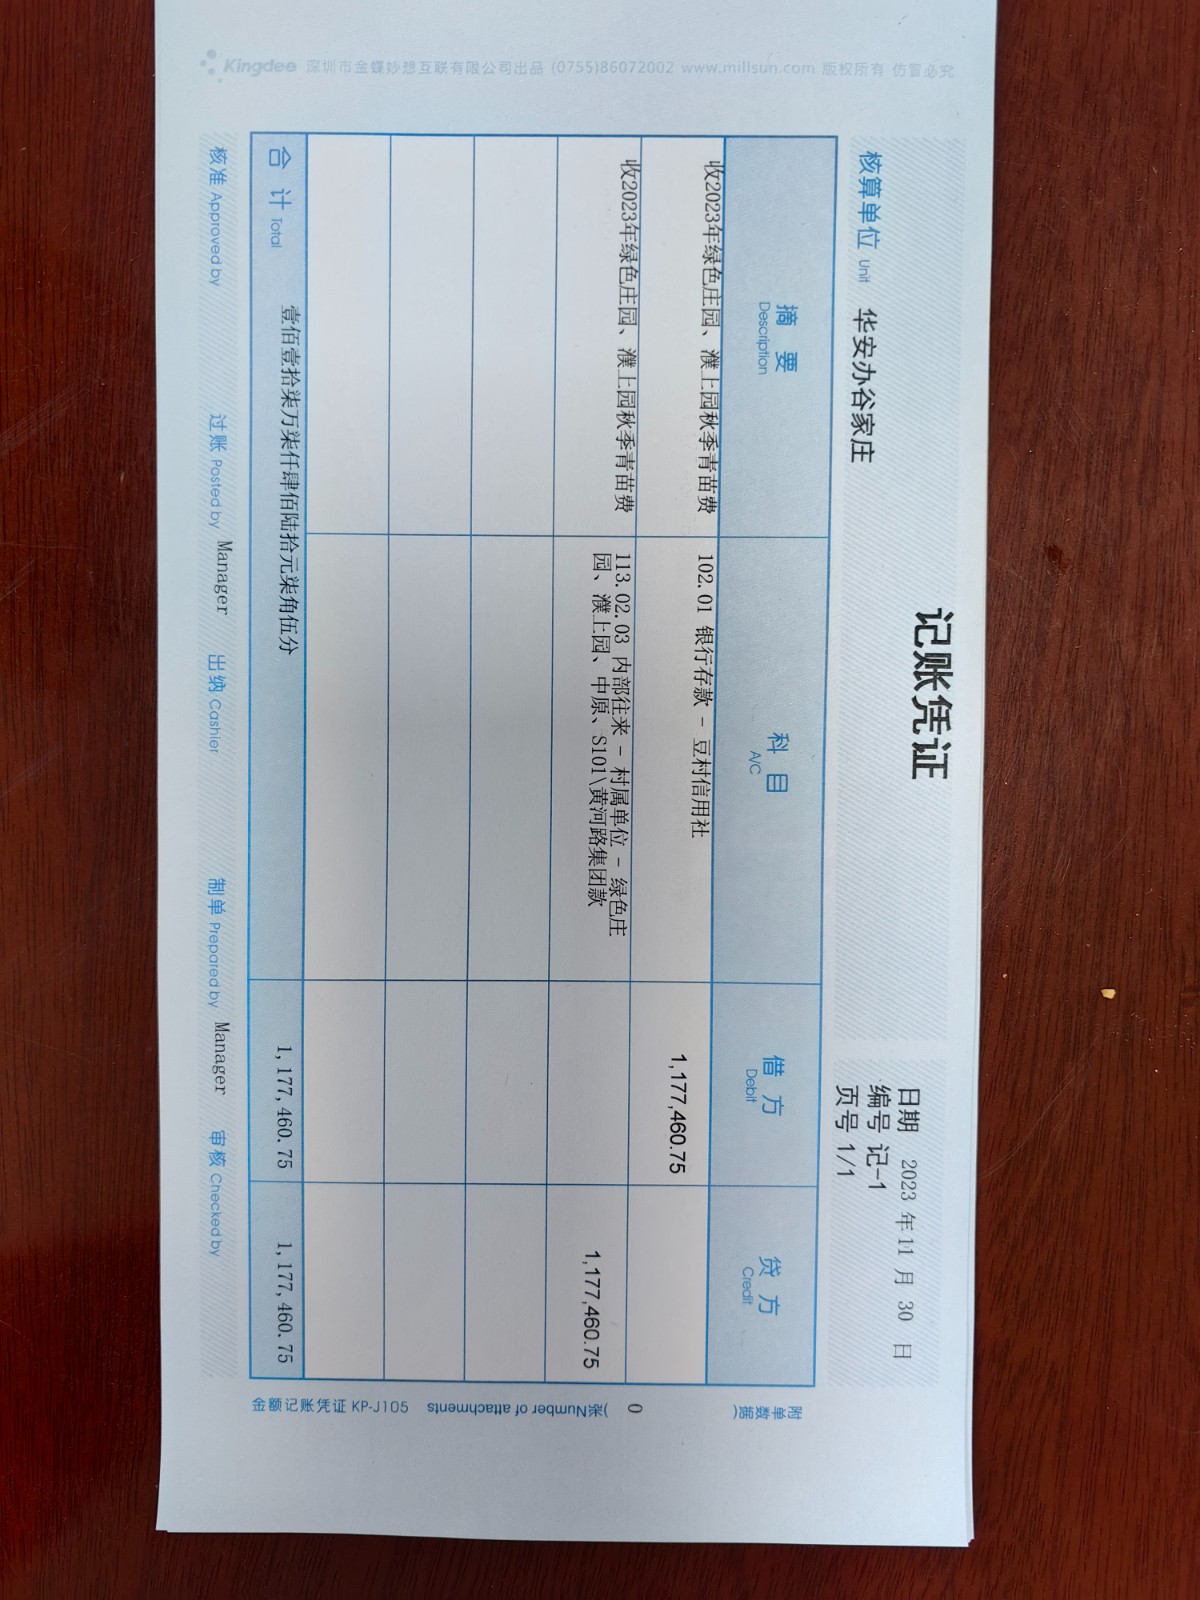 记账凭证
核算单位 Unit 华安办谷家庄
日期 2023 年 11 月 30 日
编号 记-1
页号 1/1
摘要 科目 借方 贷方
Description A/C Debit Credit
收2023年绿色庄园、濮上园秋季青苗费 102.01 银行存款 - 豆村信用社 1,177,460.75
收2023年绿色庄园、濮上园秋季青苗费 113.02.03 内部往来 - 村属单位 - 绿色庄
园、濮上园、中原、S101\黄河路集团款 1,177,460.75
合计 Total 壹佰壹拾柒万柒仟肆佰陆拾元柒角伍分 1,177,460.75 1,177,460.75
核准 Approved by 过账 Posted by Manager 出纳 Cashier 制单 Prepared by Manager 审核 Checked by
附单数据( 0 )张 Number of attachments
金额记账凭证 KP-J105
Kingdee 深圳市金蝶妙想互联有限公司出品 (0755)86072002 www.millsun.com 版权所有 仿冒必究